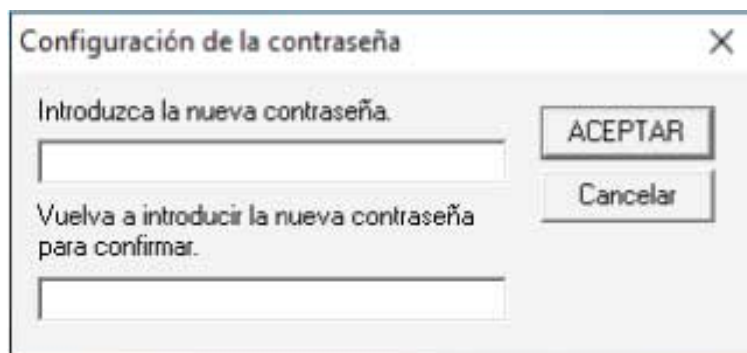 Configuración de la contraseña
Introduzca la nueva contraseña.
ACEPTAR
Cancelar
Vuelva a introducir la nueva contraseña
para confirmar.